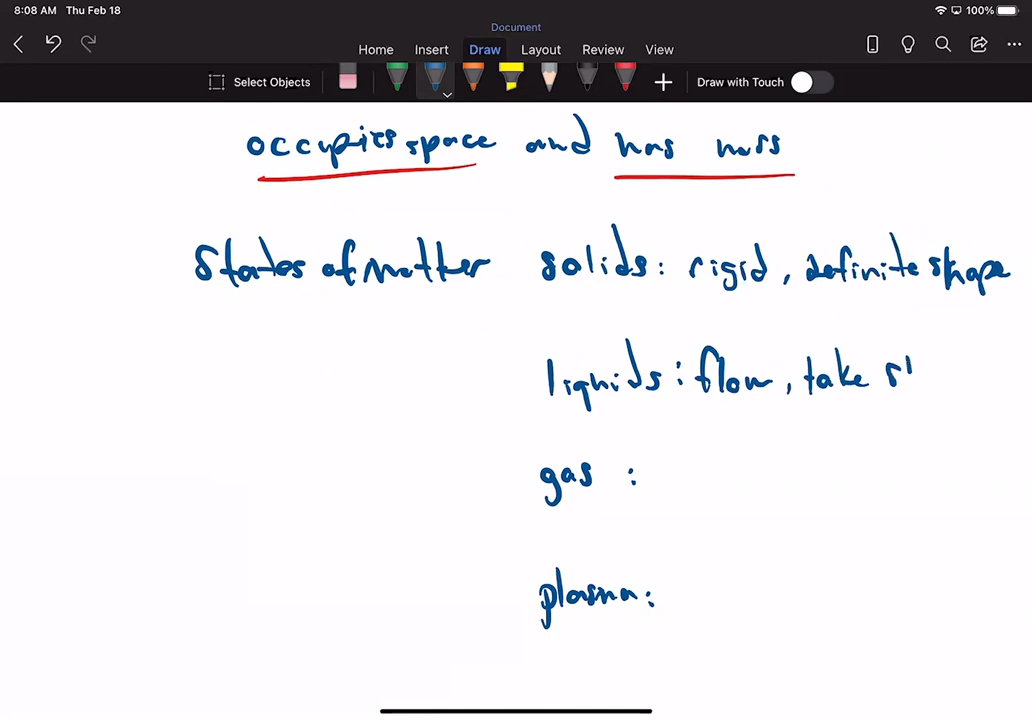 8:08 AM Thu Feb 18 100%
Document
Home Insert Draw Layout Review View
Select Objects Draw with Touch
occupies space and has mass
States of matter solids: rigid, definite shape
liquids: flow, take
gas :
plasma: